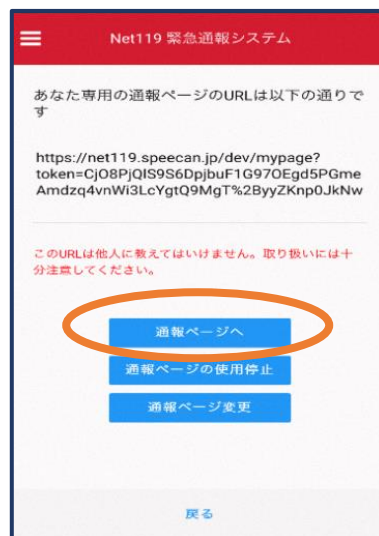 Net119 緊急通報システム
あなた専用の通報ページのURLは以下の通りで
す
https://net119.speecan.jp/dev/mypage?
token=CjO8PjQIS9S6DpjbuF1G97OEgd5PGme
Amdzq4vnWi3LcYgtQ9MgT%2ByyZKnp0JkNw
このURLは他人に教えてはいけません。取り扱いには十
分注意してください。
通報ページへ
通報ページの使用停止
通報ページ変更
戻る